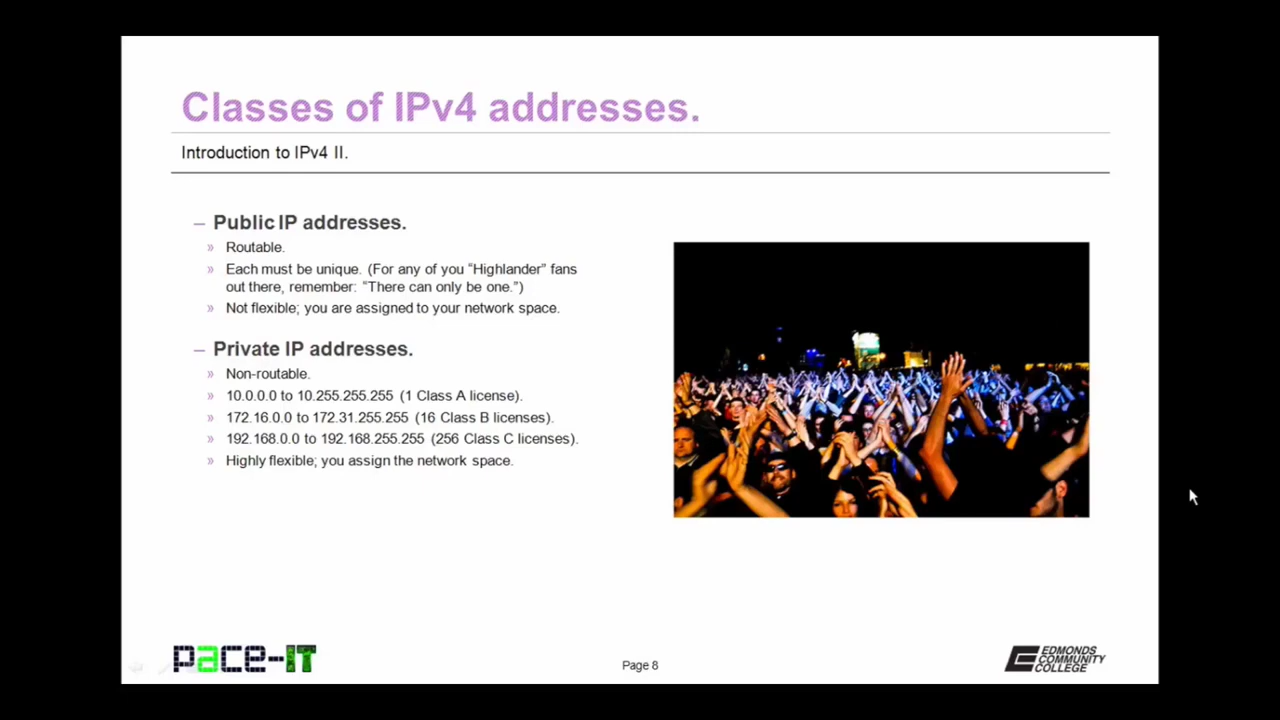 Classes of IPv4 addresses.
Introduction to IPv4 II.
– Public IP addresses.
» Routable.
» Each must be unique. (For any of you “Highlander” fans
out there, remember: “There can only be one.”)
» Not flexible; you are assigned to your network space.
– Private IP addresses.
» Non-routable.
» 10.0.0.0 to 10.255.255.255 (1 Class A license).
» 172.16.0.0 to 172.31.255.255 (16 Class B licenses).
» 192.168.0.0 to 192.168.255.255 (256 Class C licenses).
» Highly flexible; you assign the network space.
pace-IT
Page 8
EDMONDS
COMMUNITY
COLLEGE